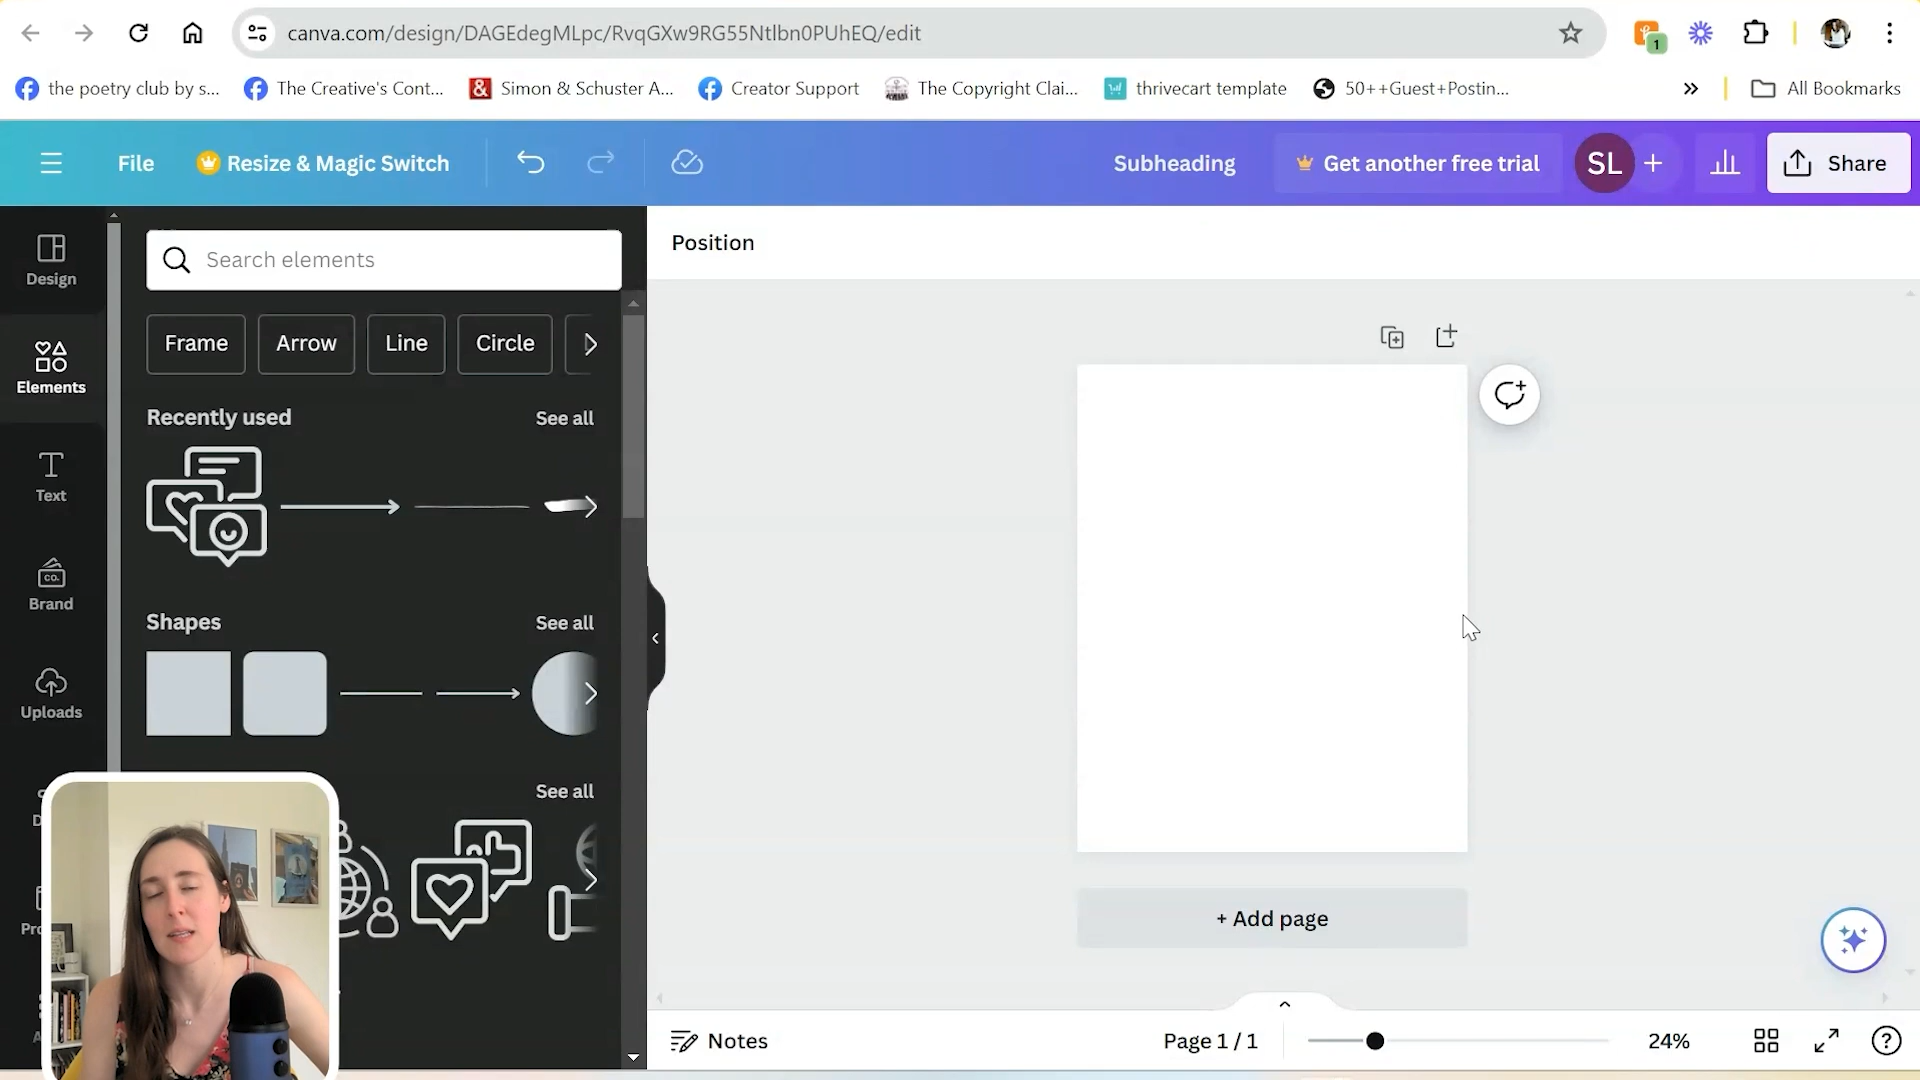 canva.com/design/DAGEdegMLpc/RvqGXw9RG55Ntlbn0PUhEQ/edit
1
the poetry club by s...
The Creative's Cont...
Simon & Schuster A...
Creator Support
The Copyright Clai...
thrivecart template
50++Guest+Postin...
All Bookmarks
File
Resize & Magic Switch
Subheading
Get another free trial
SL
Share
Design
Elements
Text
Brand
Uploads
Search elements
Frame
Arrow
Line
Circle
Recently used
See all
Shapes
See all
See all
Position
+ Add page
Notes
Page 1 / 1
24%